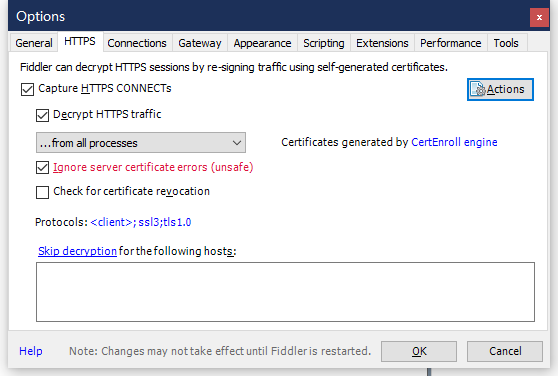 Options
x
General HTTPS Connections Gateway Appearance Scripting Extensions Performance Tools
Fiddler can decrypt HTTPS sessions by re-signing traffic using self-generated certificates.
Capture HTTPS CONNECTs
Actions
Decrypt HTTPS traffic
...from all processes
Certificates generated by CertEnroll engine
Ignore server certificate errors (unsafe)
Check for certificate revocation
Protocols: <client>;ssl3;tls1.0
Skip decryption for the following hosts:
Help
Note: Changes may not take effect until Fiddler is restarted.
OK
Cancel